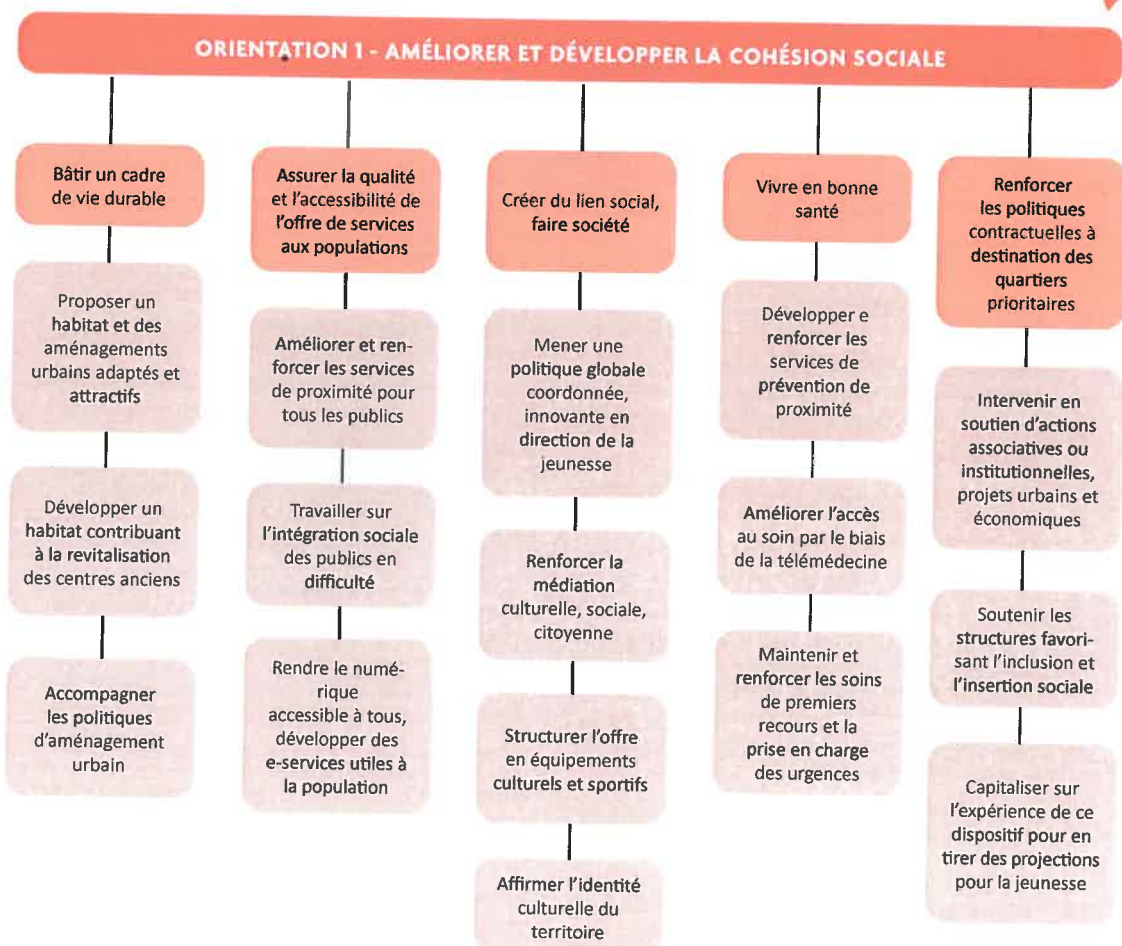 ORIENTATION 1 - AMÉLIORER ET DÉVELOPPER LA COHÉSION SOCIALE
Bâtir un cadre
de vie durable
Proposer un
habitat et des
aménagements
urbains adaptés et
attractifs
Développer un
habitat contribuant
à la revitalisation
des centres anciens
Accompagner
les politiques
d'aménagement
urbain
Assurer la qualité
et l'accessibilité de
l'offre de services
aux populations
Améliorer et ren-
forcer les services
de proximité pour
tous les publics
Travailler sur
l'intégration sociale
des publics en
difficulté
Rendre le numé-
rique
accessible à tous,
développer des
e-services utiles à
la population
Créer du lien social,
faire société
Mener une
politique globale
coordonnée,
innovante en
direction de la
jeunesse
Renforcer la
médiation
culturelle, sociale,
citoyenne
Structurer l'offre
en équipements
culturels et sportifs
Affirmer l'identité
culturelle du
territoire
Vivre en bonne
santé
Développer e
renforcer les
services de
prévention de
proximité
Améliorer l'accès
au soin par le biais
de la télémédecine
Maintenir et
renforcer les soins
de premiers
recours et la
prise en charge
des urgences
Renforcer
les politiques
contractuelles à
destination des
quartiers
prioritaires
Intervenir en
soutien d'actions
associatives ou
institutionnelles,
projets urbains et
économiques
Soutenir les
structures favori-
sant l'inclusion et
l'insertion sociale
Capitaliser sur
l'expérience de ce
dispositif pour en
tirer des projections
pour la jeunesse